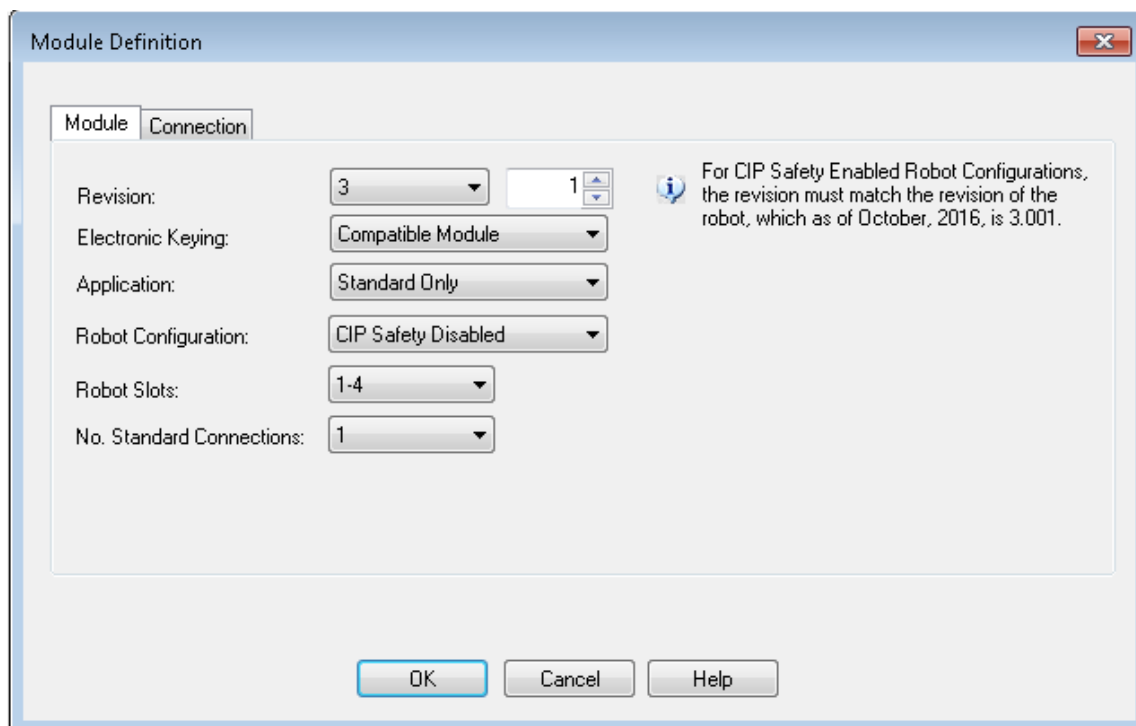 Module Definition
Module Connection
Revision: 3 1
For CIP Safety Enabled Robot Configurations,
the revision must match the revision of the
robot, which as of October, 2016, is 3.001.
Electronic Keying: Compatible Module
Application: Standard Only
Robot Configuration: CIP Safety Disabled
Robot Slots: 1-4
No. Standard Connections: 1
OK Cancel Help